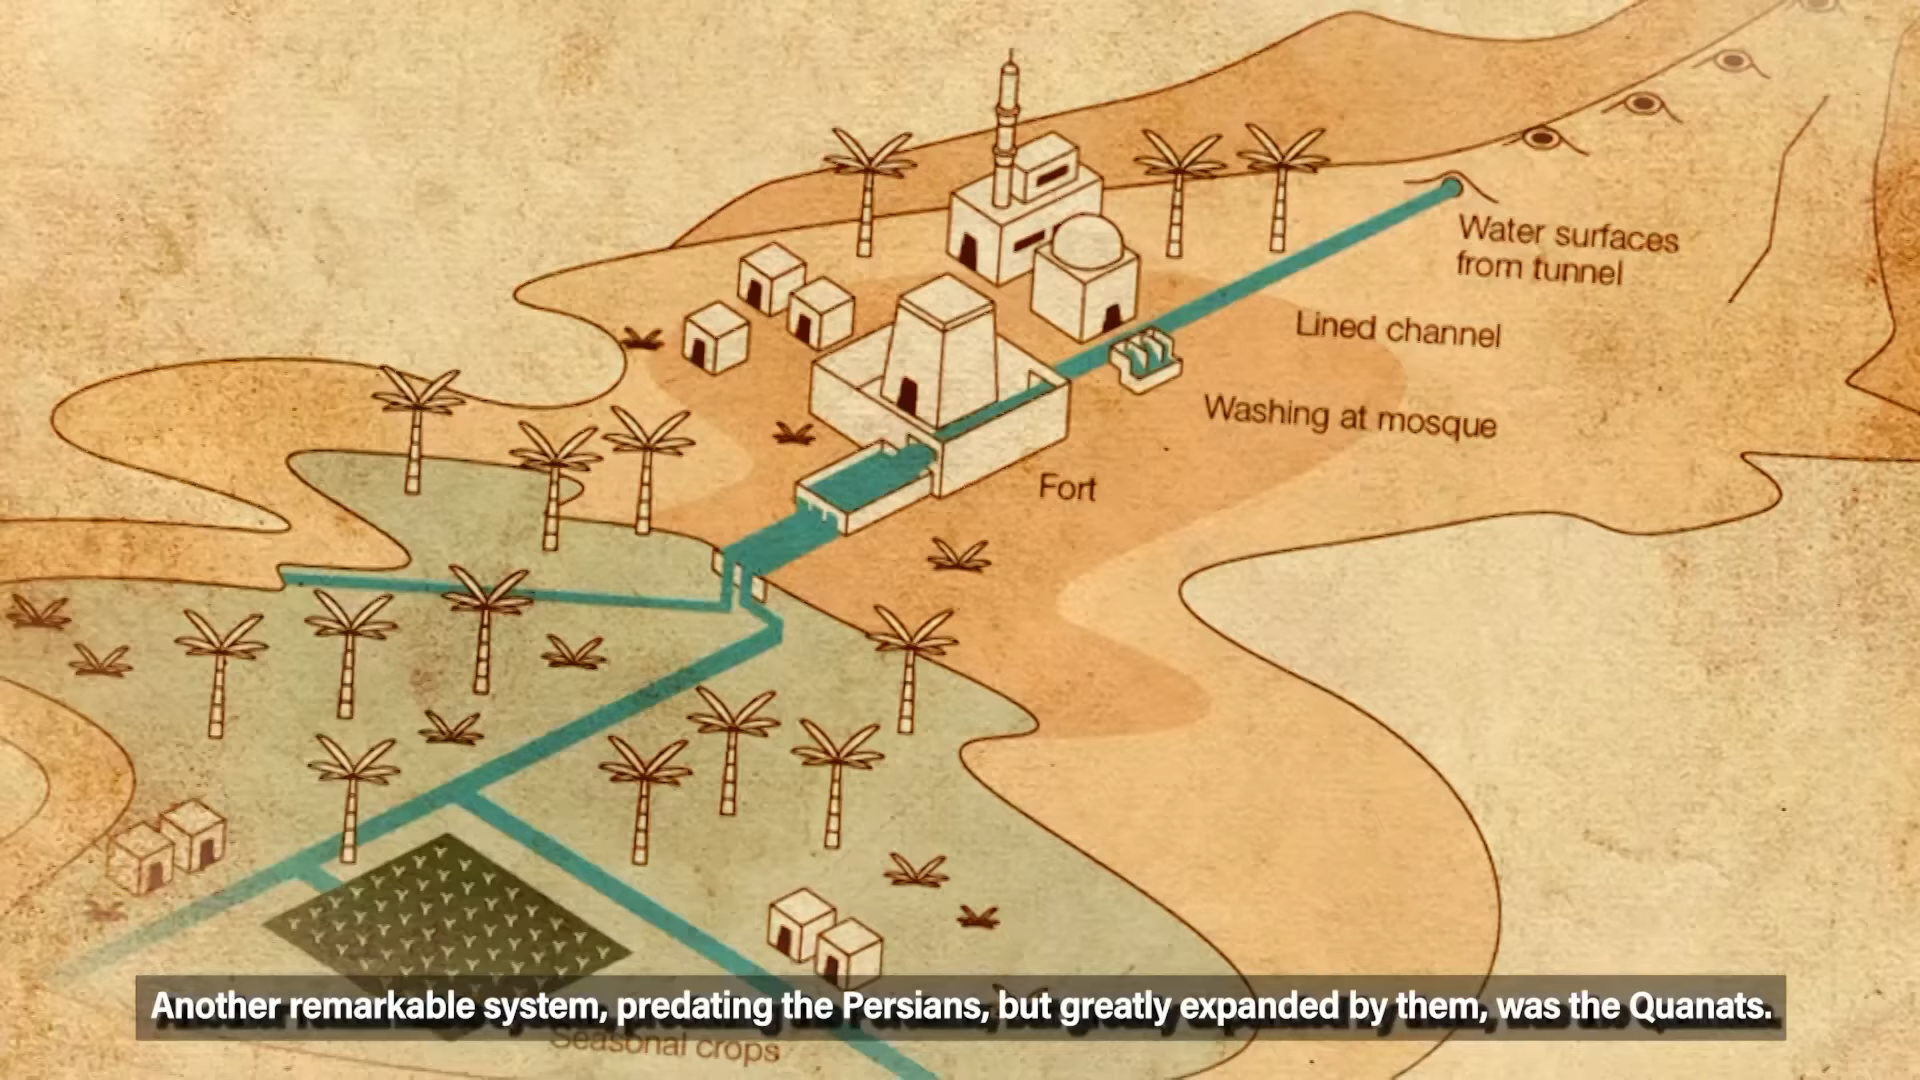 Water surfaces
from tunnel
Lined channel
Washing at mosque
Fort
Another remarkable system, predating the Persians, but greatly expanded by them, was the Quanats.
Seasonal crops